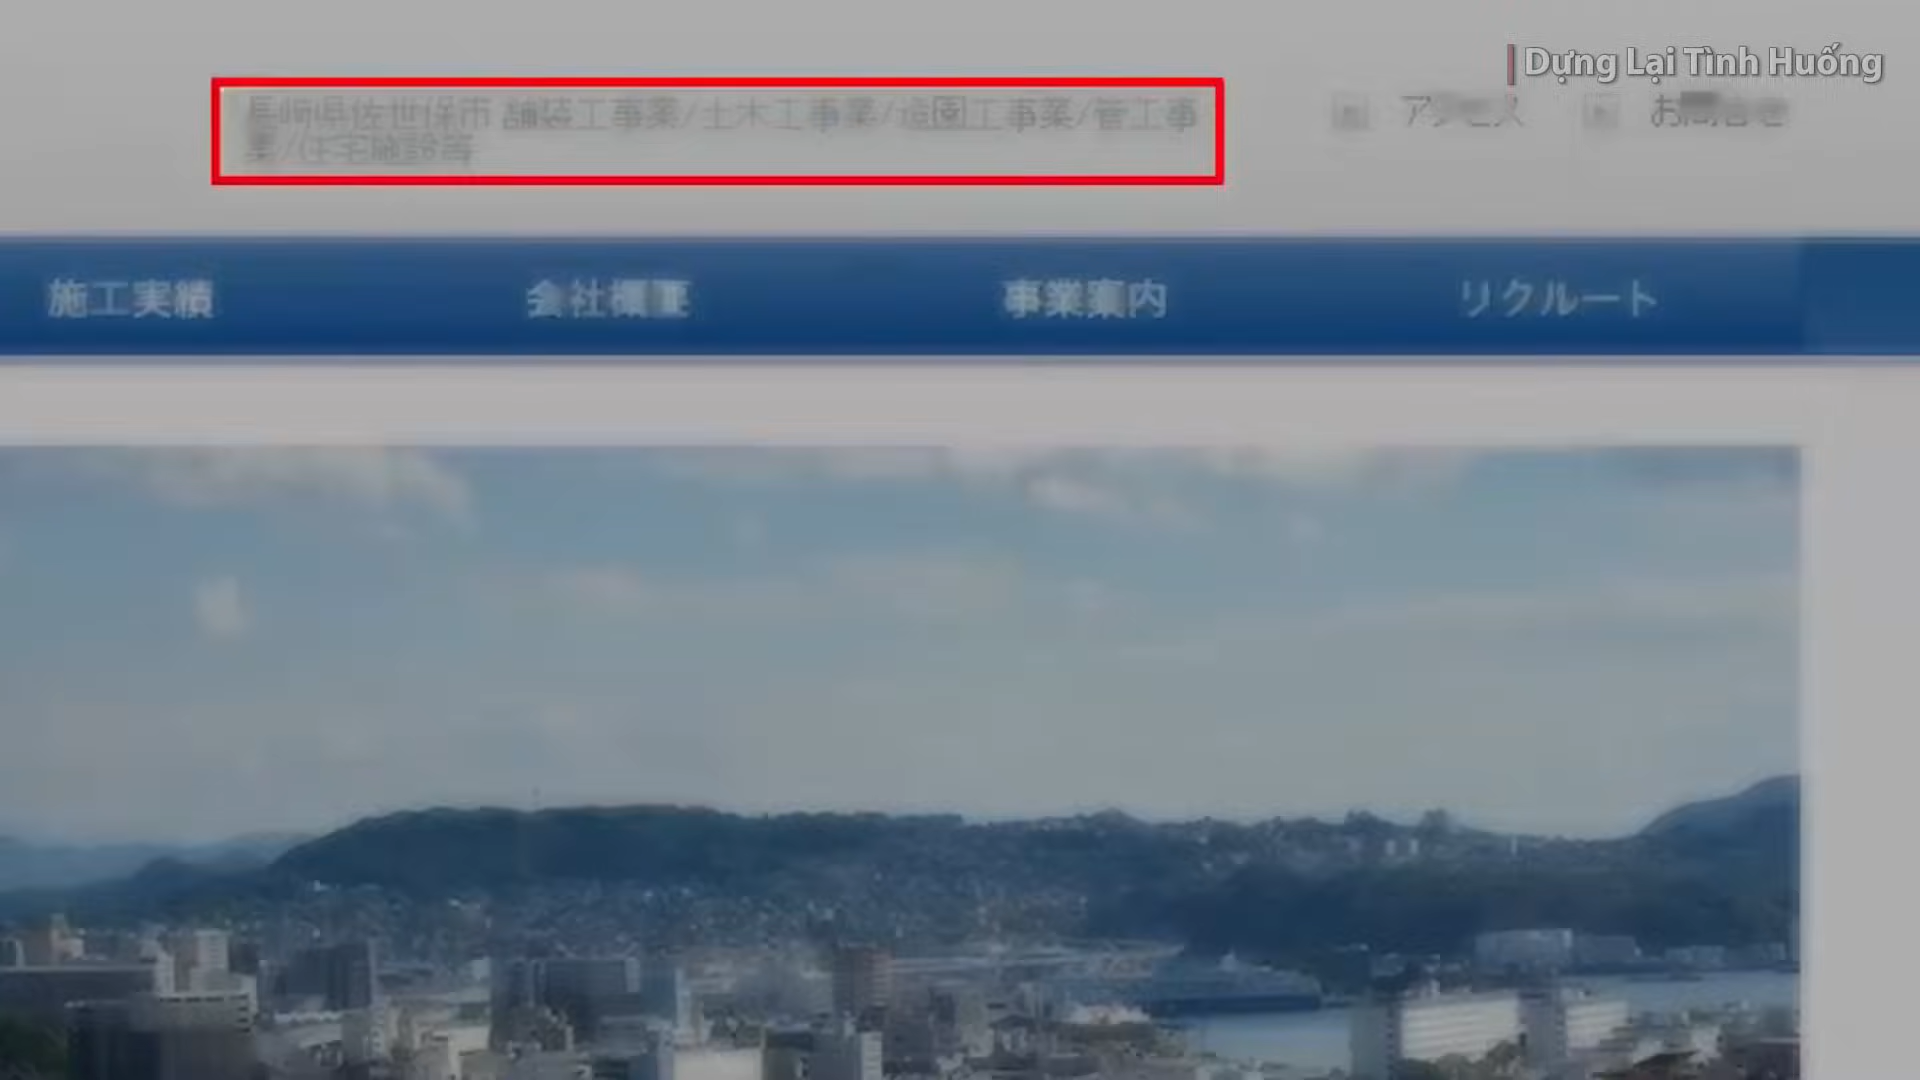 Dựng Lại Tình Huống
長崎県佐世保市 舗装工事業/土木工事業/造園工事業/管工事
業/住宅施設等
アクセス
お問合せ
施工実績
会社概要
事業案内
リクルート